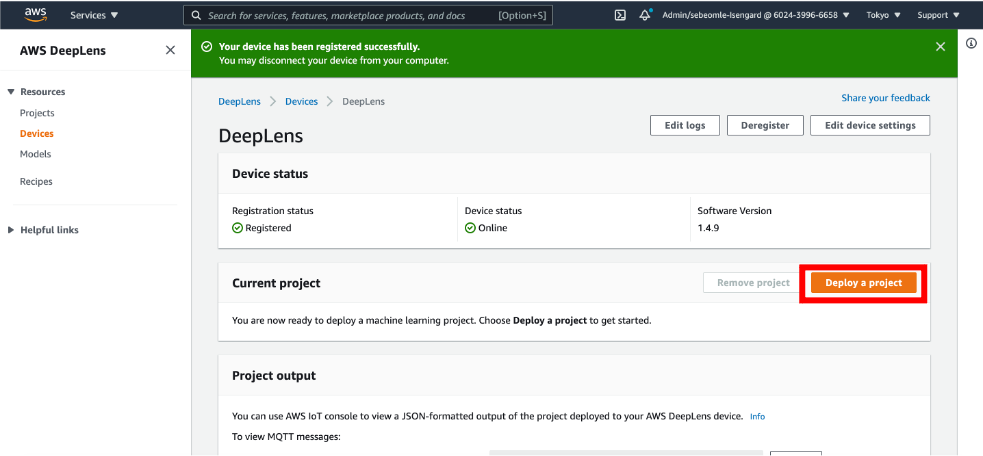 aws
Services
Search for services, features, marketplace products, and docs
[Option+S]
Admin/sebeomle-Isengard @ 6024-3996-6658
Tokyo
Support
AWS DeepLens
Resources
Projects
Devices
Models
Recipes
Helpful links
Your device has been registered successfully.
You may disconnect your device from your computer.
DeepLens
Devices
DeepLens
Share your feedback
DeepLens
Edit logs
Deregister
Edit device settings
Device status
Registration status
Registered
Device status
Online
Software Version
1.4.9
Current project
Remove project
Deploy a project
You are now ready to deploy a machine learning project. Choose Deploy a project to get started.
Project output
You can use AWS IoT console to view a JSON-formatted output of the project deployed to your AWS DeepLens device. Info
To view MQTT messages: